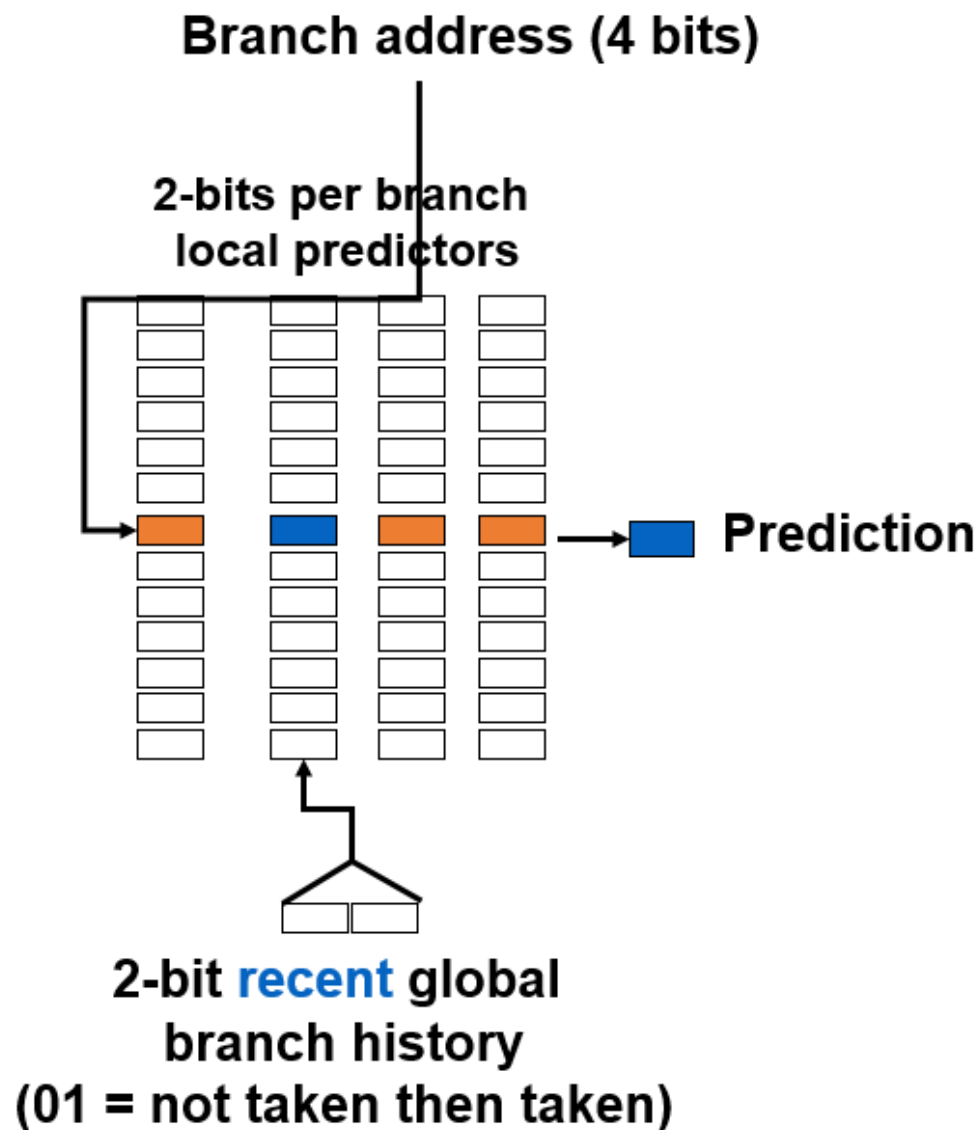 Branch address (4 bits)
2-bits per branch
local predictors
Prediction
2-bit recent global
branch history
(01 = not taken then taken)